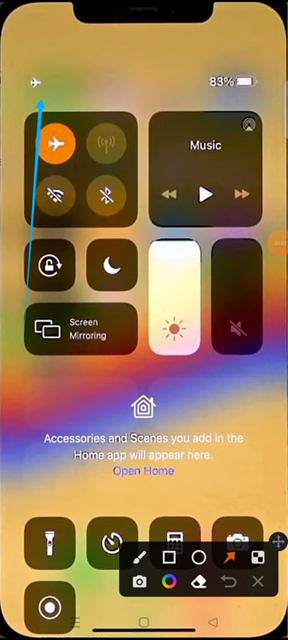 83%
Music
Screen
Mirroring
Accessories and Scenes you add in the
Home app will appear here.
Open Home